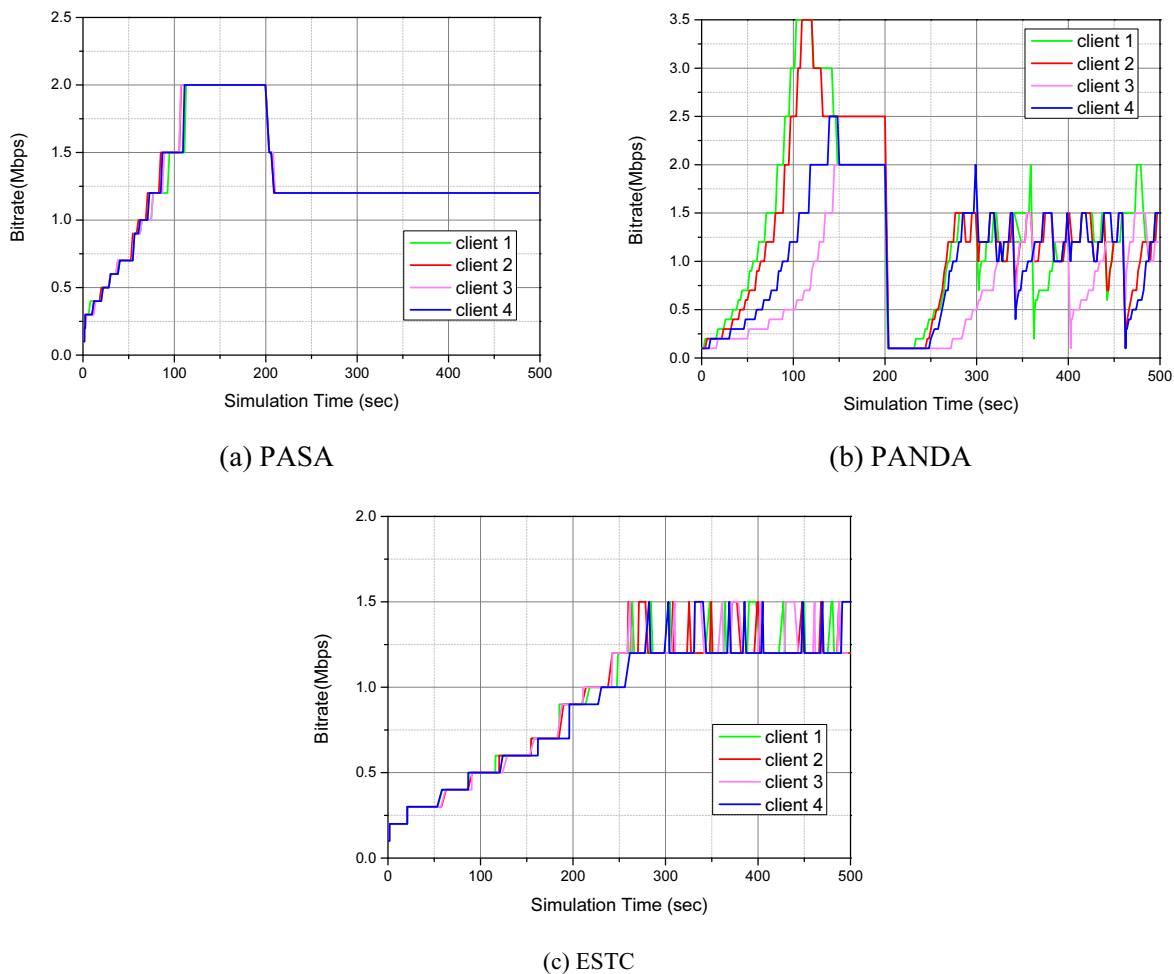 2.5
2.0
1.5
1.0
0.5
0.0
0
100
200
300
400
500
Bitrate(Mbps)
Simulation Time (sec)
client 1
client 2
client 3
client 4
(a) PASA
3.5
3.0
2.5
2.0
1.5
1.0
0.5
0.0
0
100
200
300
400
500
Bitrate(Mbps)
Simulation Time (sec)
client 1
client 2
client 3
client 4
(b) PANDA
2.0
1.5
1.0
0.5
0.0
0
100
200
300
400
500
Bitrate(Mbps)
Simulation Time (sec)
client 1
client 2
client 3
client 4
(c) ESTC